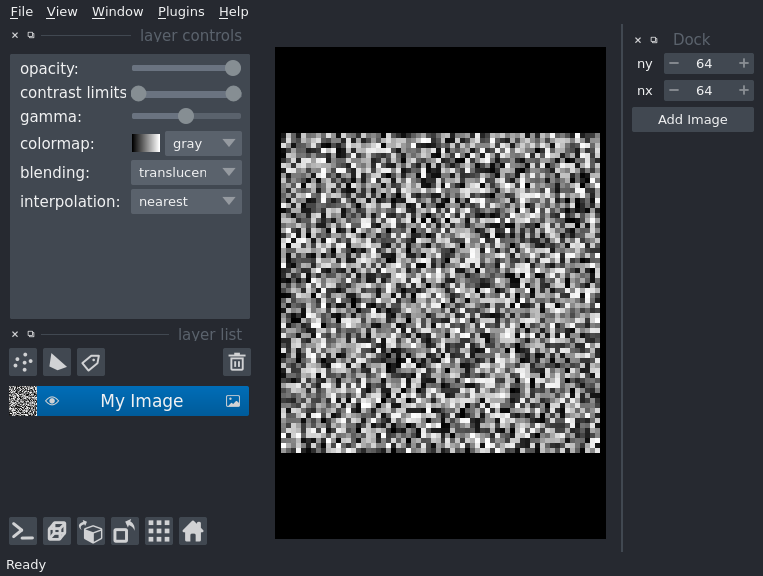 File View Window Plugins Help
layer controls
opacity:
contrast limits
gamma:
colormap: gray
blending: translucen
interpolation: nearest
layer list
My Image
Ready
Dock
ny 64
nx 64
Add Image